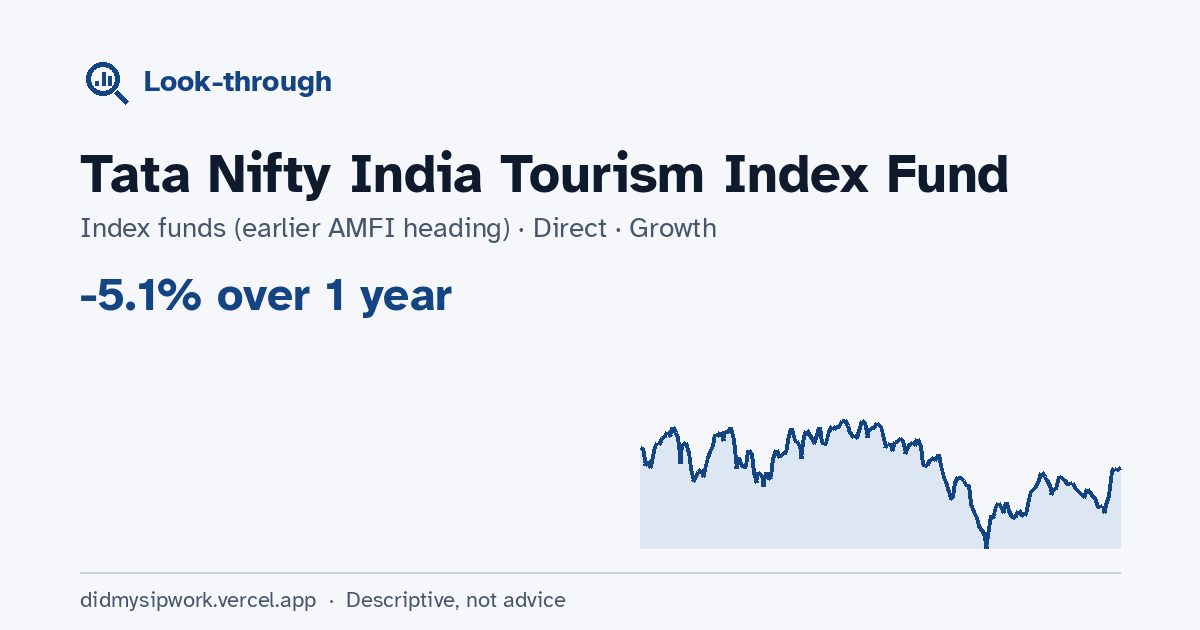 Look-through
Tata Nifty India Tourism Index Fund
Index funds (earlier AMFI heading) · Direct · Growth
-5.1% over 1 year
didmysipwork.vercel.app · Descriptive, not advice